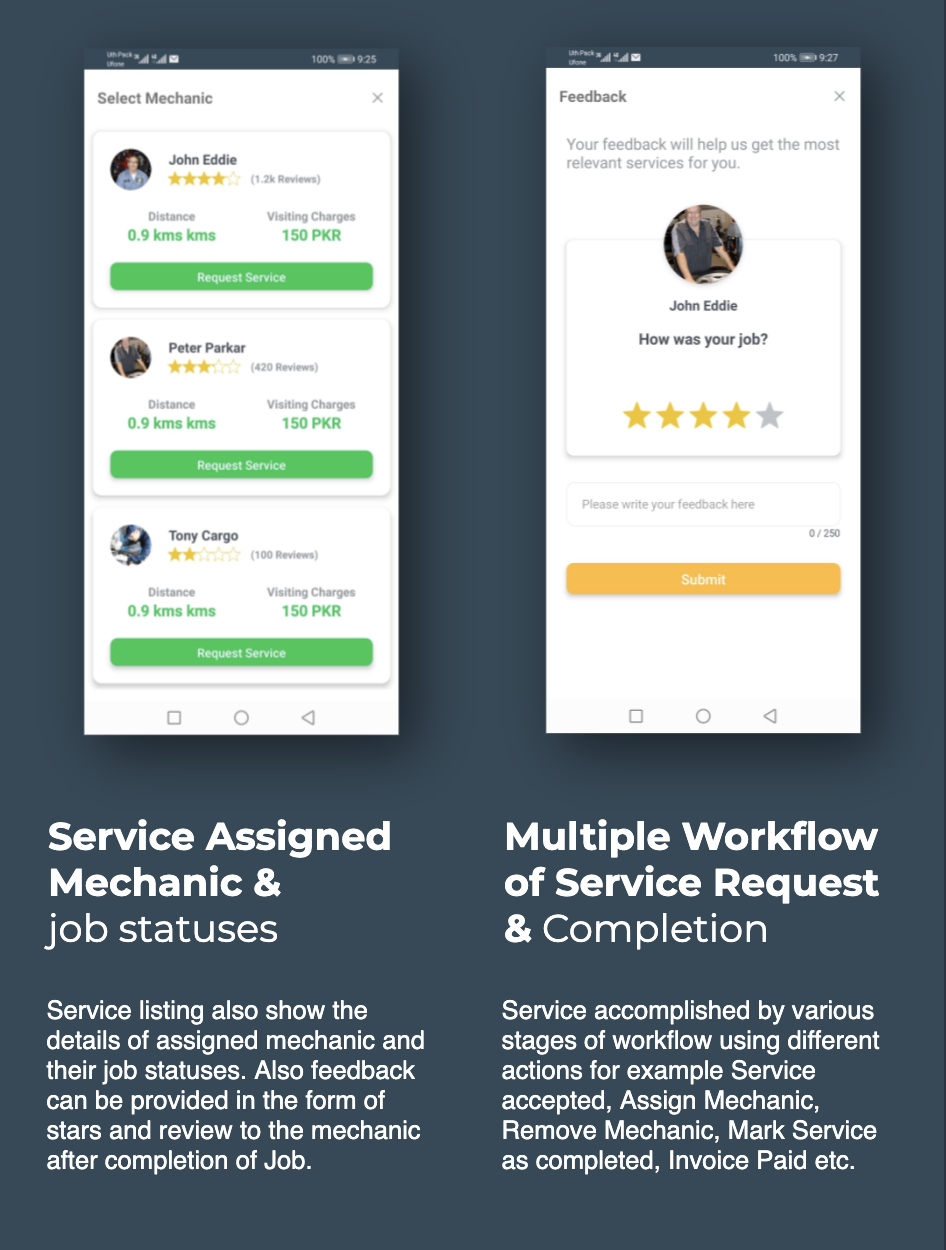 Uth Pack
Ufone
100% 9:25
Select Mechanic
John Eddie
(1.2k Reviews)
Distance Visiting Charges
0.9 kms kms 150 PKR
Request Service
Peter Parkar
(420 Reviews)
Distance Visiting Charges
0.9 kms kms 150 PKR
Request Service
Tony Cargo
(100 Reviews)
Distance Visiting Charges
0.9 kms kms 150 PKR
Request Service
Service Assigned
Mechanic &
job statuses
Service listing also show the
details of assigned mechanic and
their job statuses. Also feedback
can be provided in the form of
stars and review to the mechanic
after completion of Job.
Uth Pack
Ufone
100% 9:27
Feedback
Your feedback will help us get the most
relevant services for you.
John Eddie
How was your job?
Please write your feedback here
0 / 250
Submit
Multiple Workflow
of Service Request
& Completion
Service accomplished by various
stages of workflow using different
actions for example Service
accepted, Assign Mechanic,
Remove Mechanic, Mark Service
as completed, Invoice Paid etc.